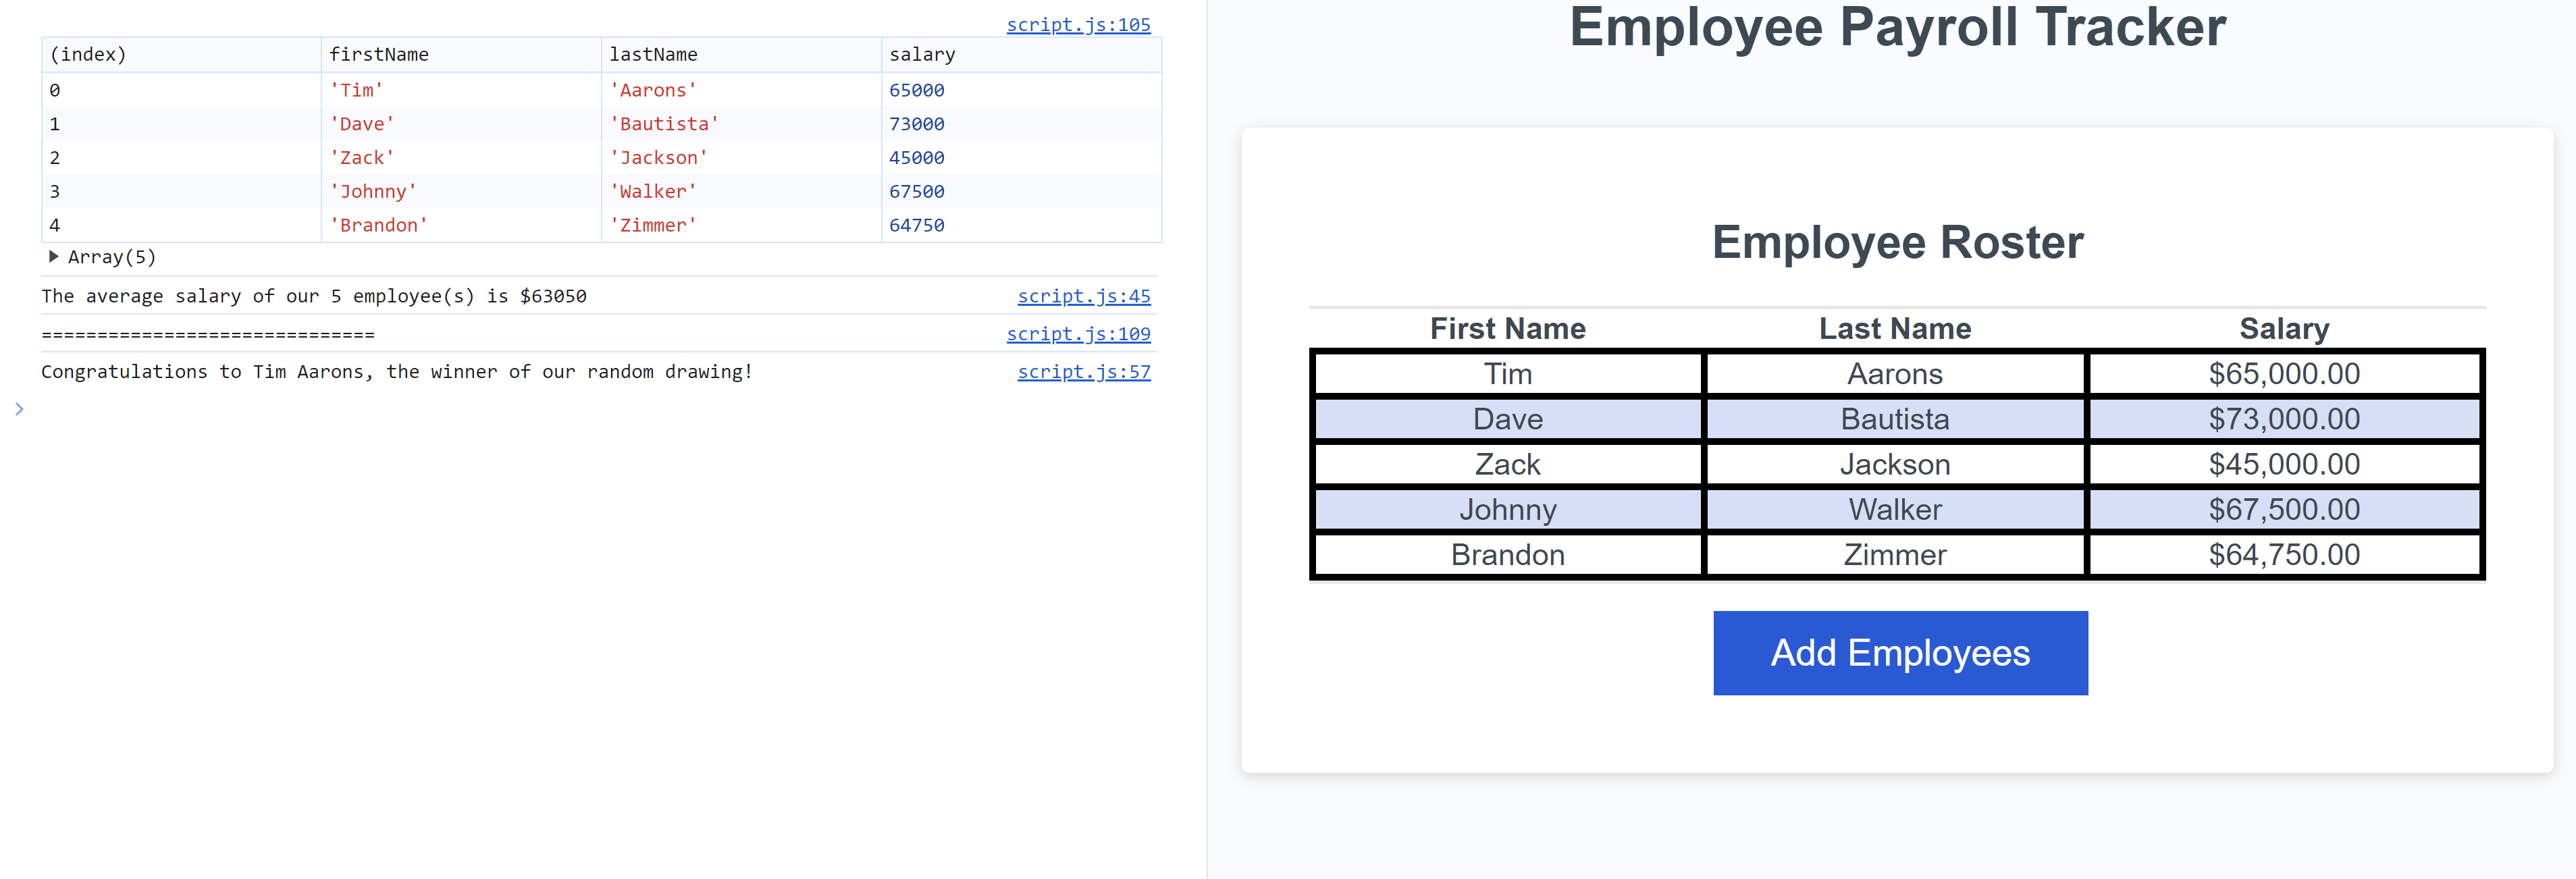 script.js:105
(index) firstName lastName salary
0 'Tim' 'Aarons' 65000
1 'Dave' 'Bautista' 73000
2 'Zack' 'Jackson' 45000
3 'Johnny' 'Walker' 67500
4 'Brandon' 'Zimmer' 64750
Array(5)
The average salary of our 5 employee(s) is $63050 script.js:45
============================== script.js:109
Congratulations to Tim Aarons, the winner of our random drawing! script.js:57
Employee Payroll Tracker
Employee Roster
First Name Last Name Salary
Tim Aarons $65,000.00
Dave Bautista $73,000.00
Zack Jackson $45,000.00
Johnny Walker $67,500.00
Brandon Zimmer $64,750.00
Add Employees